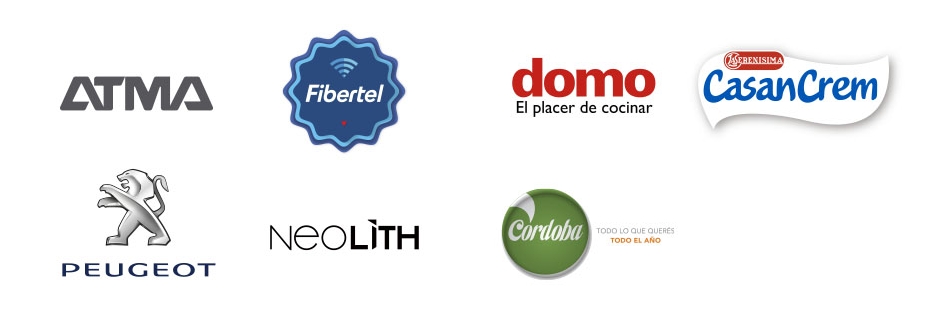 ATMA
Fibertel
domo
El placer de cocinar
LA SERENISIMA
CasanCrem
PEUGEOT
NEOLITH
Cordoba
TODO LO QUE QUERÉS
TODO EL AÑO